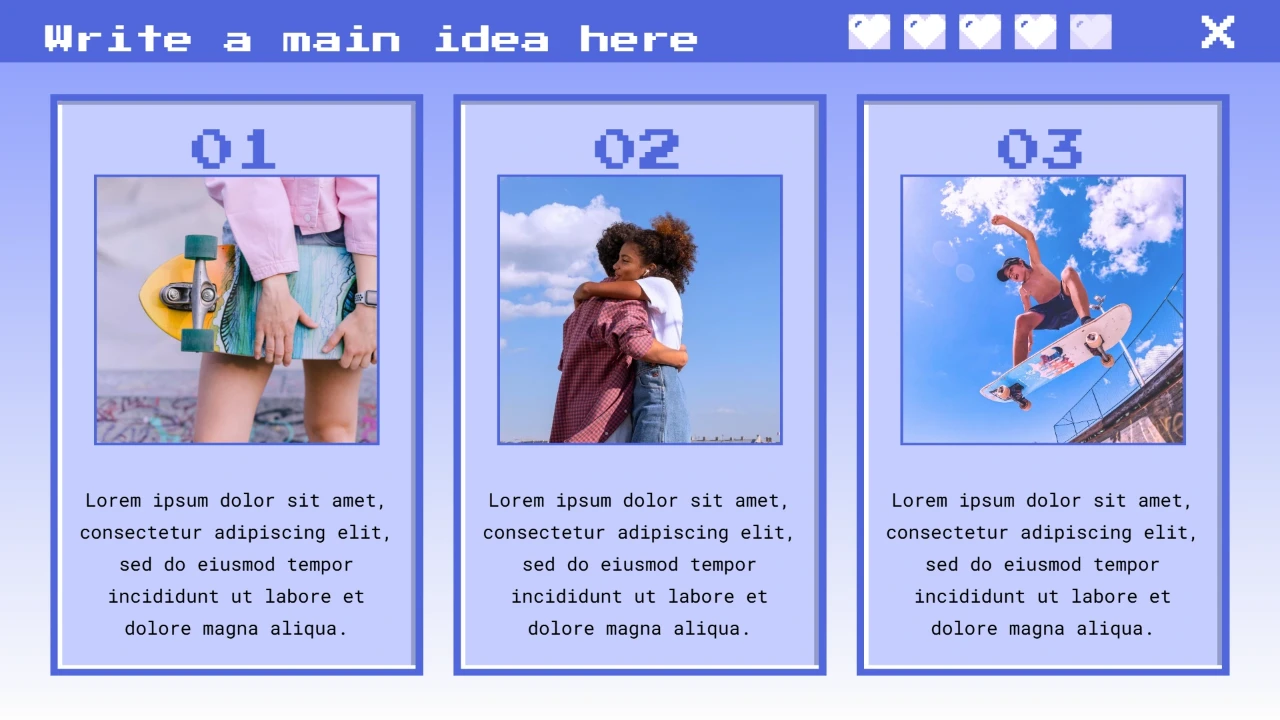 Write a main idea here
01
Lorem ipsum dolor sit amet,
consectetur adipiscing elit,
sed do eiusmod tempor
incididunt ut labore et
dolore magna aliqua.
02
Lorem ipsum dolor sit amet,
consectetur adipiscing elit,
sed do eiusmod tempor
incididunt ut labore et
dolore magna aliqua.
03
Lorem ipsum dolor sit amet,
consectetur adipiscing elit,
sed do eiusmod tempor
incididunt ut labore et
dolore magna aliqua.